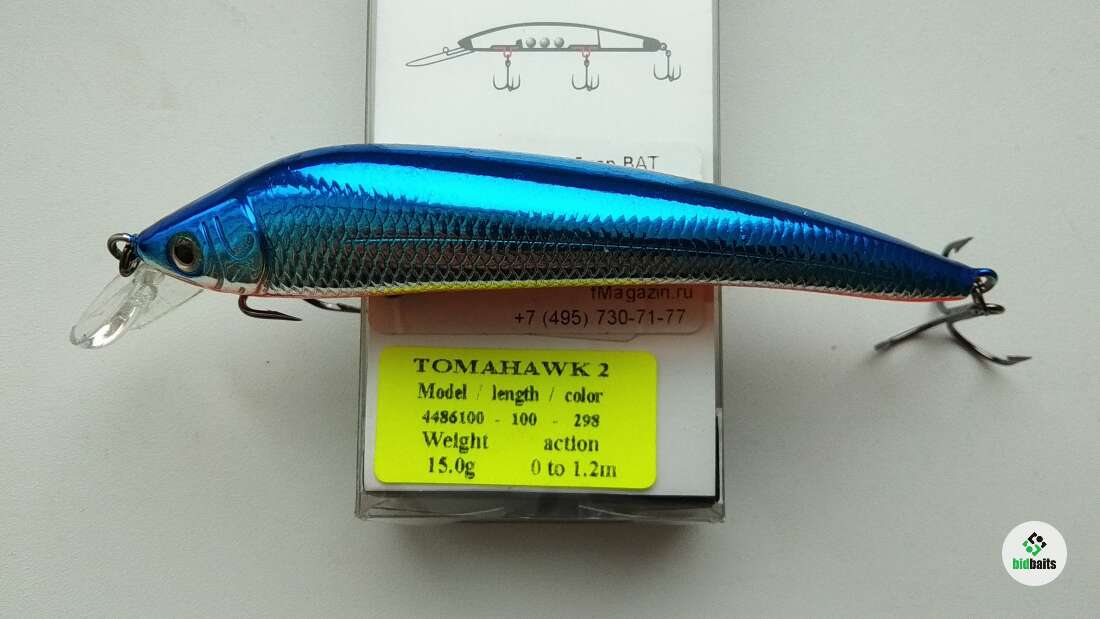 BAT
fMagazin.ru
+7 (495) 730-71-77
TOMAHAWK 2
Model / length / color
4486100 - 100 - 298
Weight action
15.0g 0 to 1.2m
bidbaits